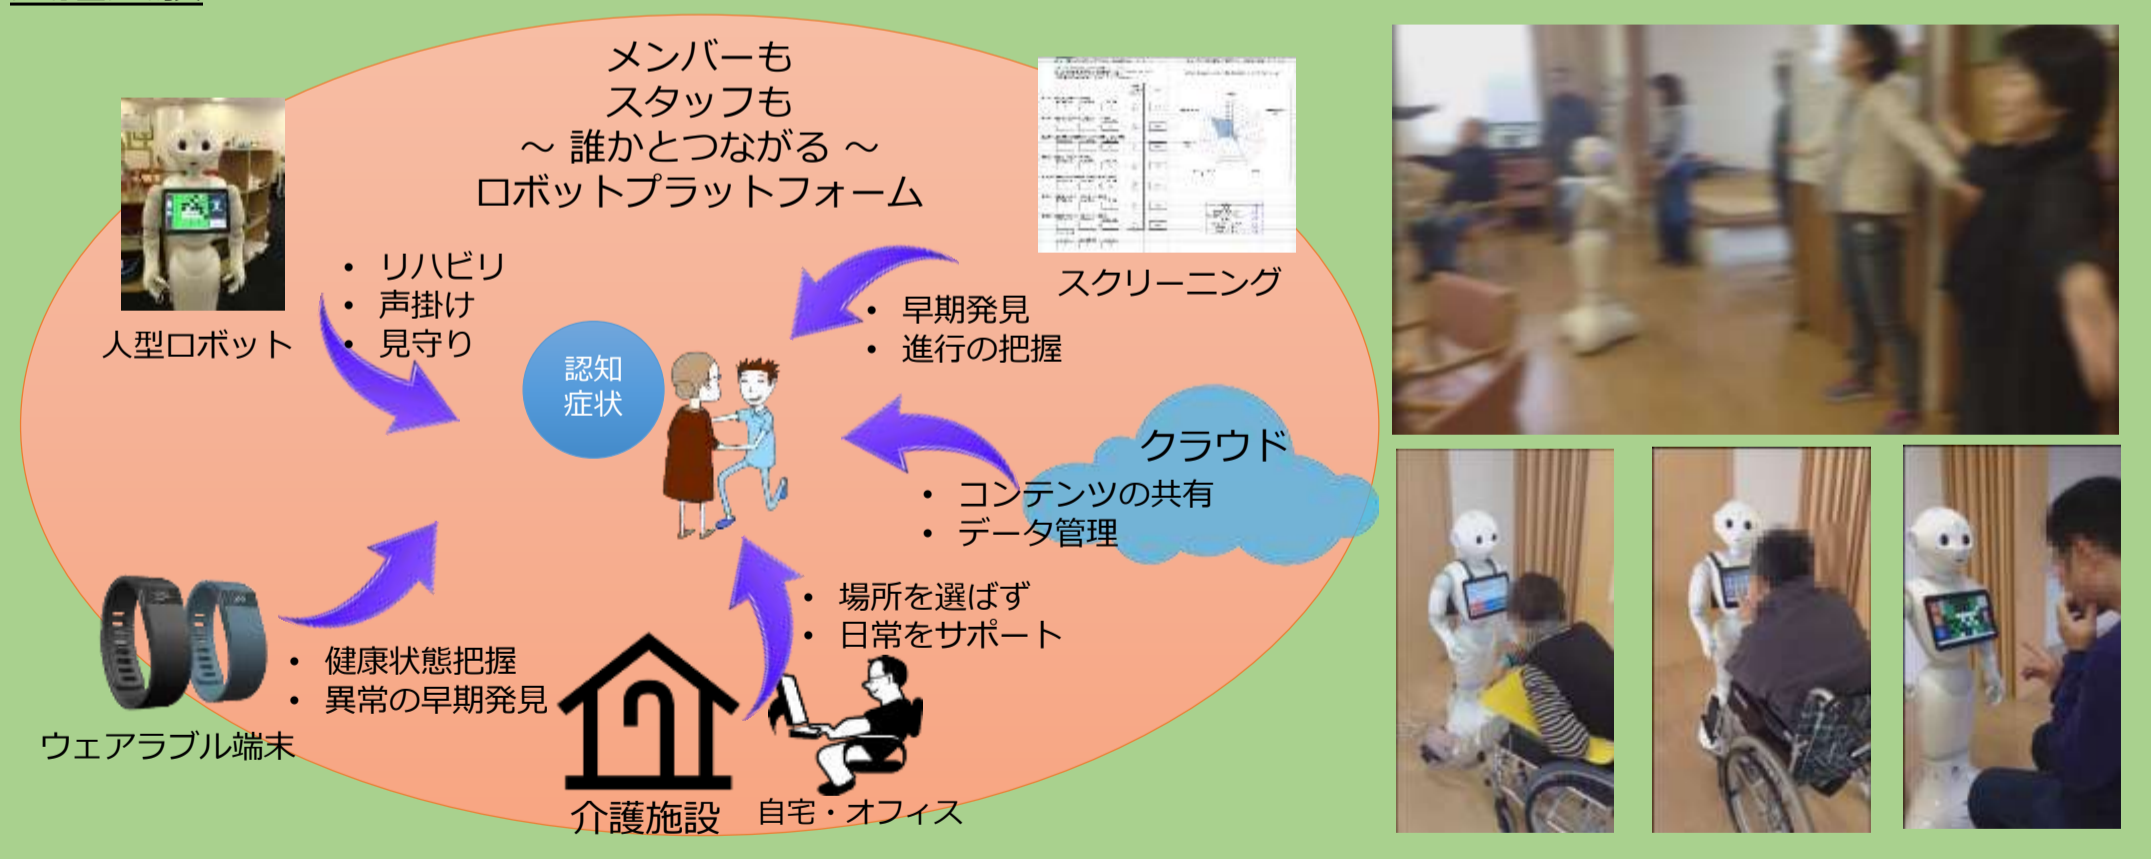 メンバーも
スタッフも
～ 誰かとつながる ～
ロボットプラットフォーム
人型ロボット
• リハビリ
• 声掛け
• 見守り
スクリーニング
• 早期発見
• 進行の把握
認知
症状
クラウド
• コンテンツの共有
• データ管理
ウェアラブル端末
• 健康状態把握
• 異常の早期発見
• 場所を選ばず
• 日常をサポート
介護施設
自宅・オフィス